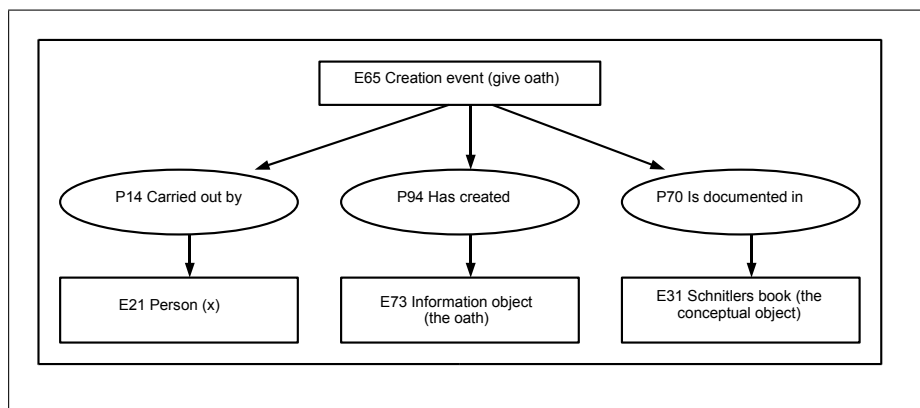 E65 Creation event (give oath)
P14 Carried out by
P94 Has created
P70 Is documented in
E21 Person (x)
E73 Information object
(the oath)
E31 Schnitlers book (the
conceptual object)